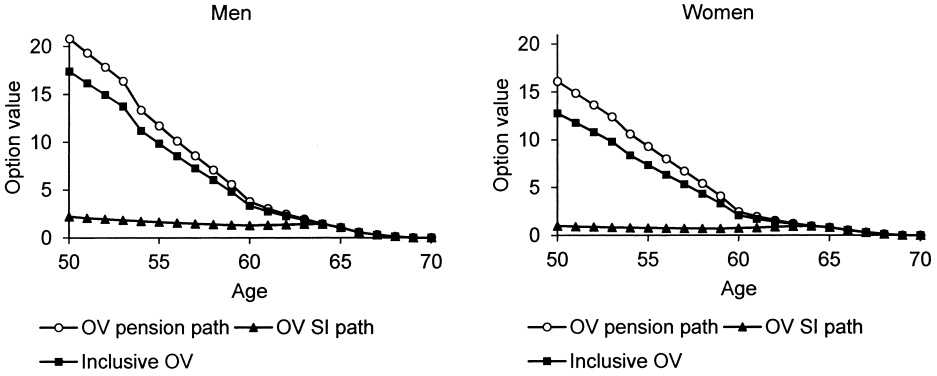 Men
Option value
20
15
10
5
0
50 55 60 65 70
Age
OV pension path OV SI path
Inclusive OV
Women
Option value
20
15
10
5
0
50 55 60 65 70
Age
OV pension path OV SI path
Inclusive OV